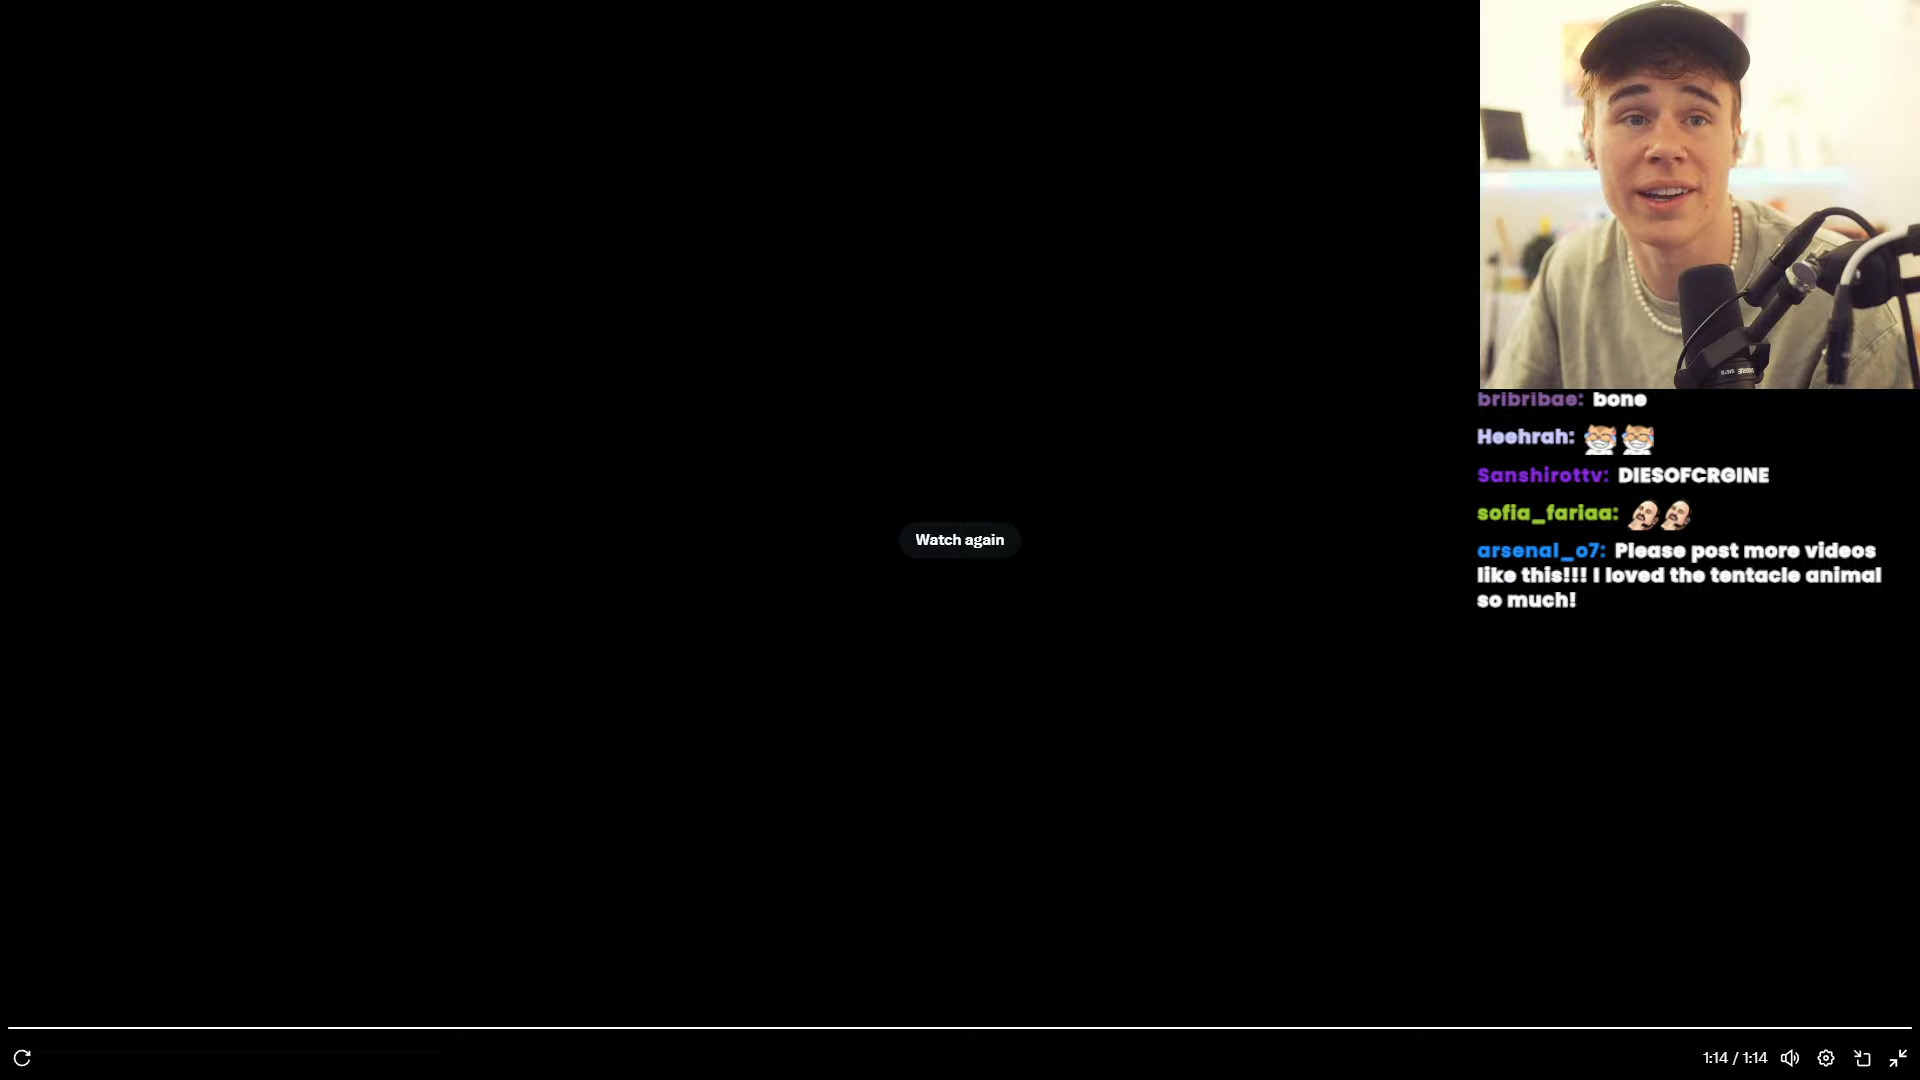 bribribae: bone
Heehrah:
Sanshirottv: DIESOFCRGINE
sofia_fariaa:
arsenal_o7: Please post more videos
like this!!! I loved the tentacle animal
so much!
Watch again
1:14 / 1:14